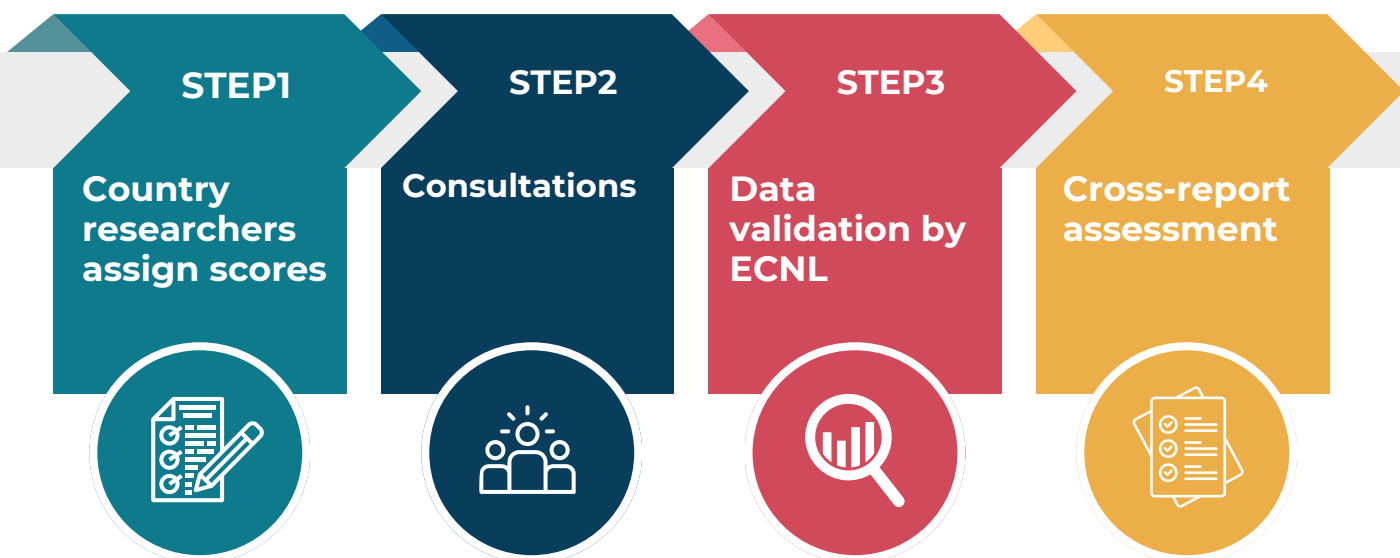 STEP1
Country
researchers
assign scores
STEP2
Consultations
STEP3
Data
validation by
ECNL
STEP4
Cross-report
assessment